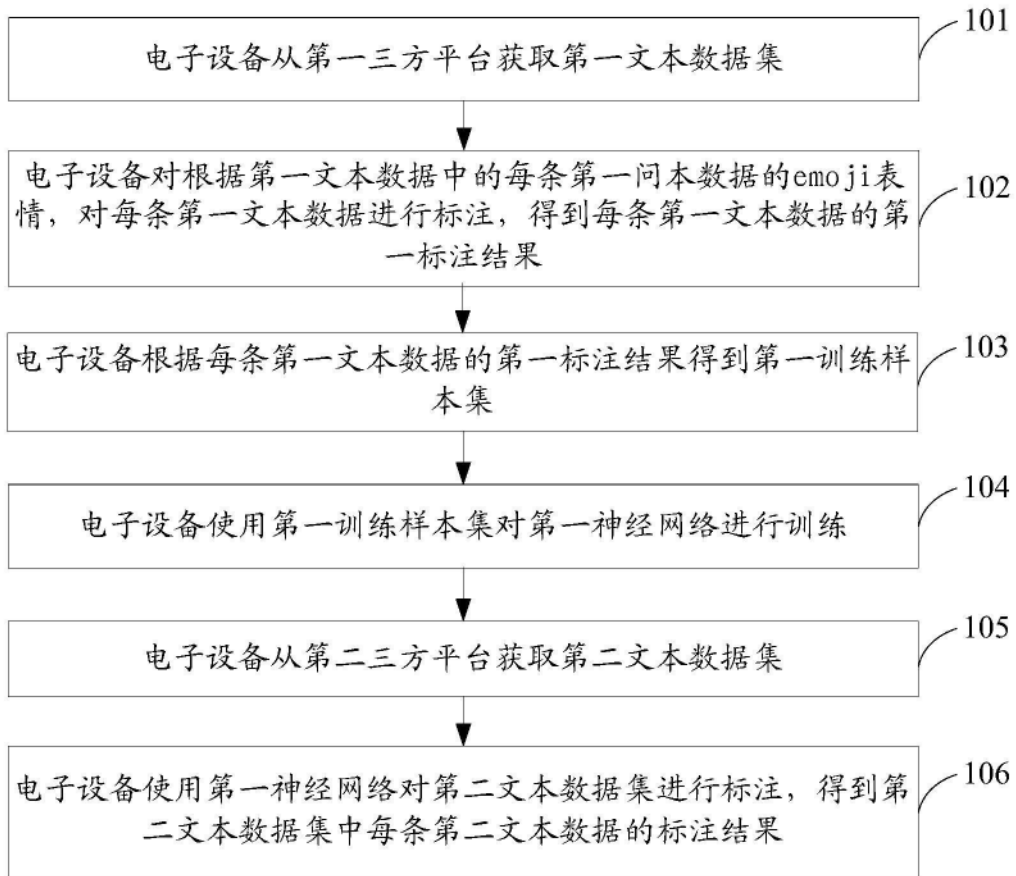 101
电子设备从第一三方平台获取第一文本数据集
电子设备对根据第一文本数据中的每条第一问本数据的emoji表
情，对每条第一文本数据进行标注，得到每条第一文本数据的第
一标注结果
102
电子设备根据每条第一文本数据的第一标注结果得到第一训练样
本集
103
104
电子设备使用第一训练样本集对第一神经网络进行训练
105
电子设备从第二三方平台获取第二文本数据集
106
电子设备使用第一神经网络对第二文本数据集进行标注，得到第
二文本数据集中每条第二文本数据的标注结果